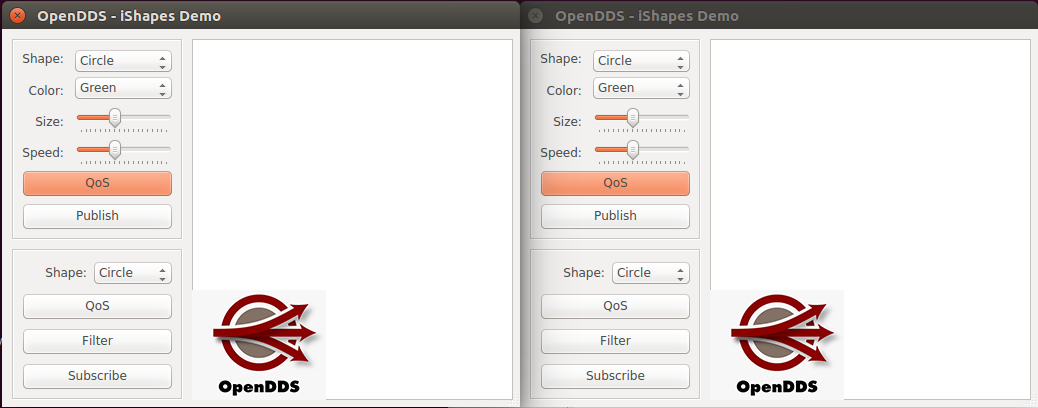 OpenDDS - iShapes Demo
Shape: Circle
Color: Green
Size:
Speed:
QoS
Publish
Shape: Circle
QoS
Filter
Subscribe
OpenDDS
OpenDDS - iShapes Demo
Shape: Circle
Color: Green
Size:
Speed:
QoS
Publish
Shape: Circle
QoS
Filter
Subscribe
OpenDDS